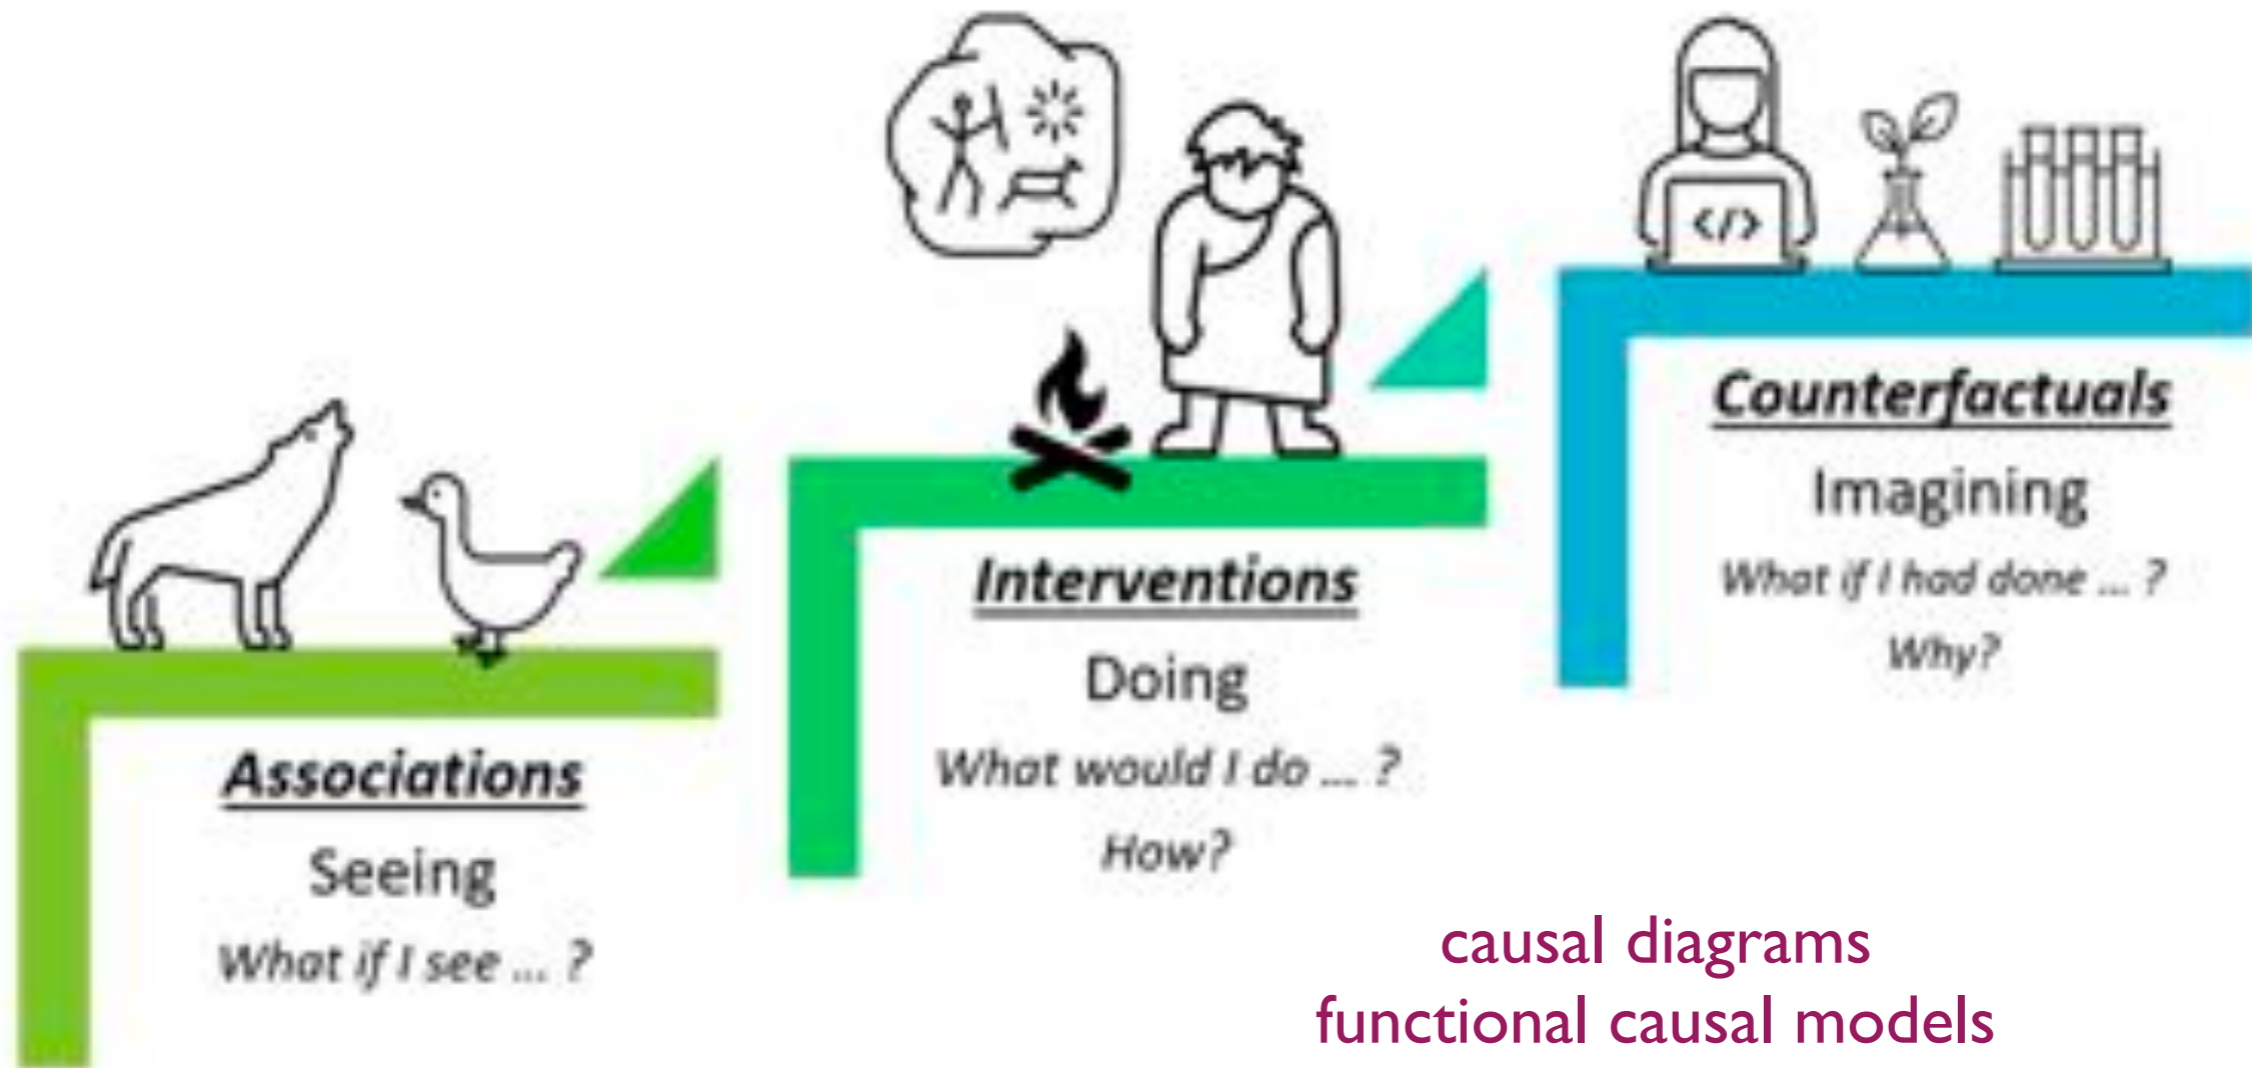 Associations
Seeing
What if I see ... ?
Interventions
Doing
What would I do ... ?
How?
</>
Counterfactuals
Imagining
What if I had done ... ?
Why?
causal diagrams
functional causal models